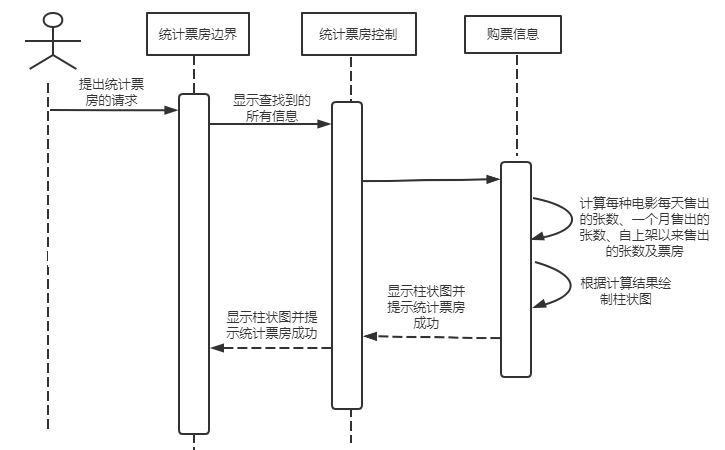 统计票房边界
统计票房控制
购票信息
提出统计票
房的请求
显示查找到的
所有信息
计算每种电影每天售出
的张数、一个月售出的
张数、自上架以来售出
的张数及票房
根据计算结果绘
制柱状图
显示柱状图并
提示统计票房
成功
显示柱状图并提
示统计票房成功